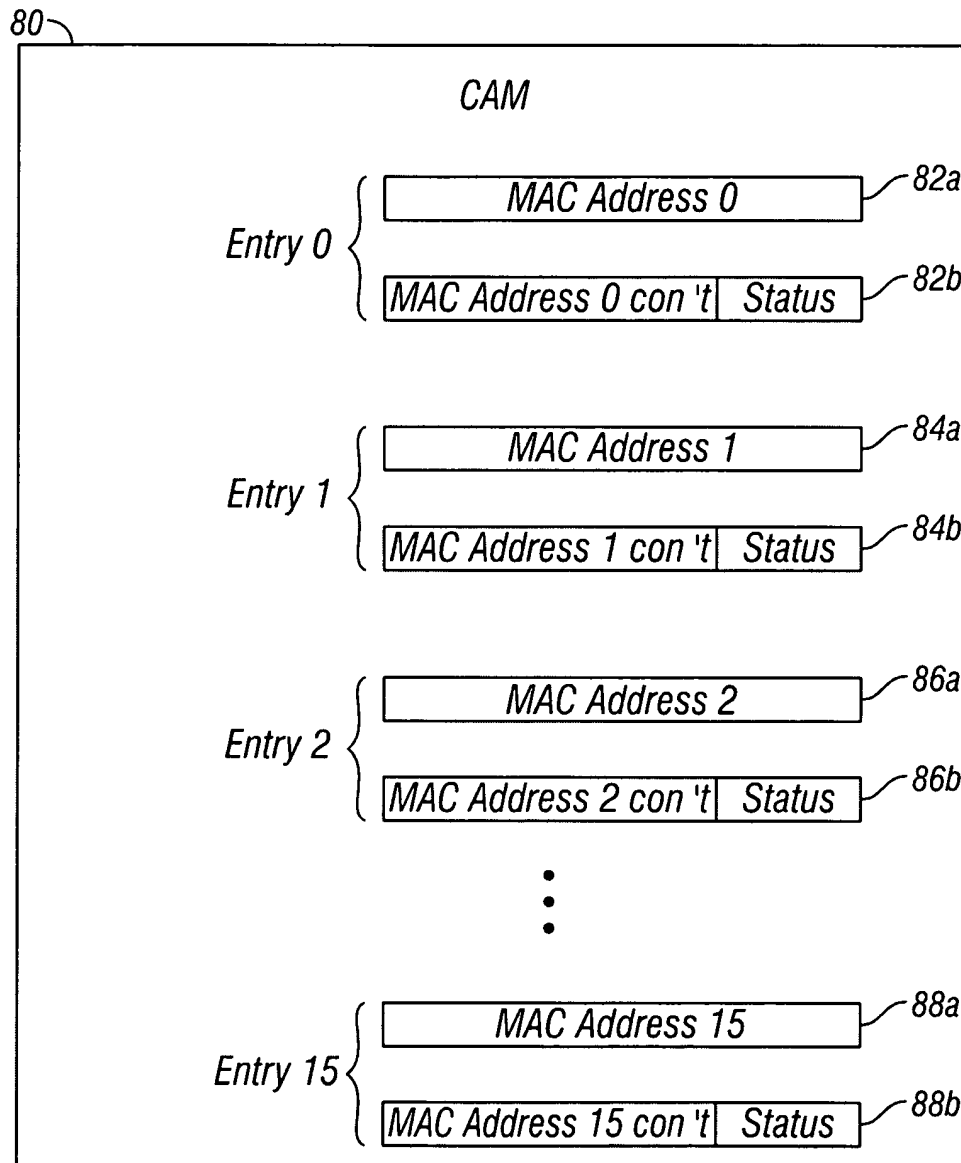 80
CAM
MAC Address 0
82a
Entry 0
MAC Address 0 con 't Status
82b
MAC Address 1
84a
Entry 1
MAC Address 1 con 't Status
84b
MAC Address 2
86a
Entry 2
MAC Address 2 con 't Status
86b
MAC Address 15
88a
Entry 15
MAC Address 15 con 't Status
88b